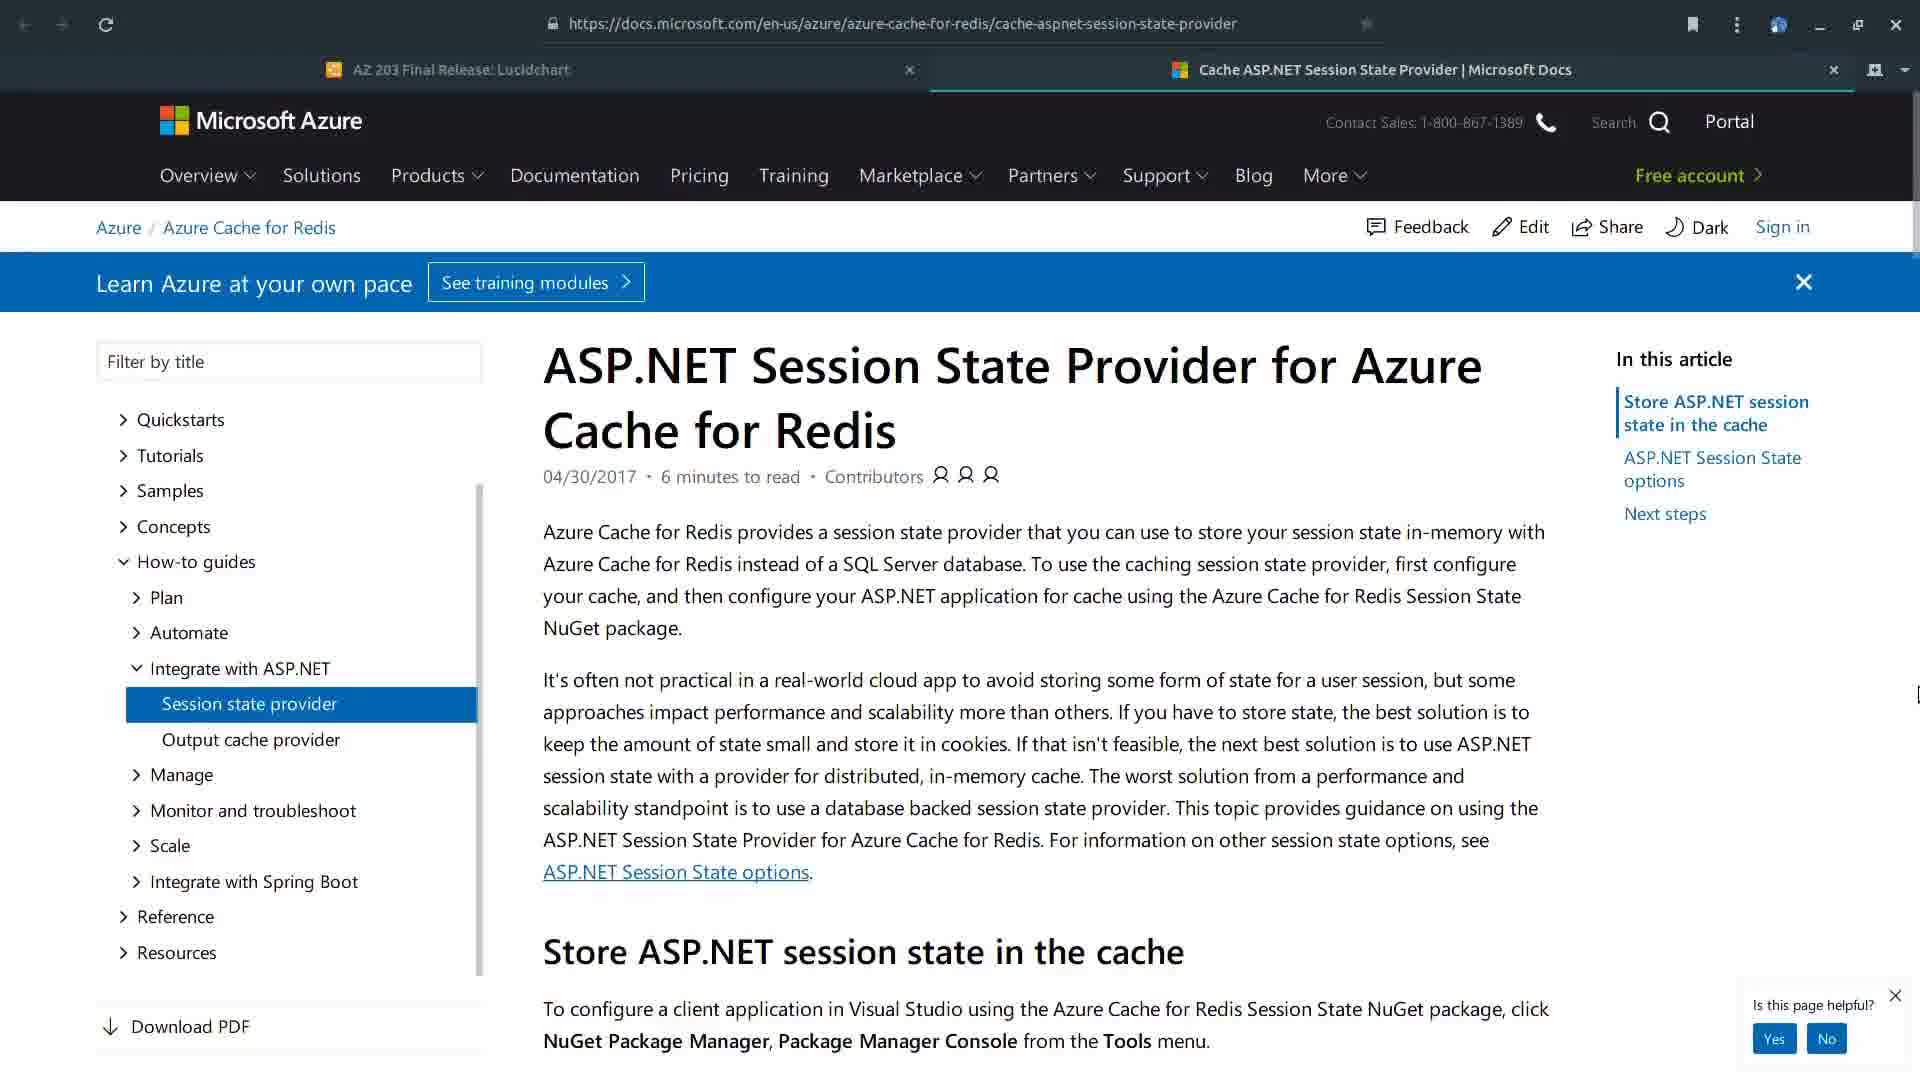 https://docs.microsoft.com/en-us/azure/azure-cache-for-redis/cache-aspnet-session-state-provider
AZ 203 Final Release: Lucidchart
Cache ASP.NET Session State Provider | Microsoft Docs
Microsoft Azure
Contact Sales: 1-800-867-1389
Search
Portal
Overview
Solutions
Products
Documentation
Pricing
Training
Marketplace
Partners
Support
Blog
More
Free account
Azure / Azure Cache for Redis
Feedback
Edit
Share
Dark
Sign in
Learn Azure at your own pace
See training modules
Filter by title
Quickstarts
Tutorials
Samples
Concepts
How-to guides
Plan
Automate
Integrate with ASP.NET
Session state provider
Output cache provider
Manage
Monitor and troubleshoot
Scale
Integrate with Spring Boot
Reference
Resources
Download PDF
ASP.NET Session State Provider for Azure
Cache for Redis
04/30/2017 • 6 minutes to read • Contributors
Azure Cache for Redis provides a session state provider that you can use to store your session state in-memory with
Azure Cache for Redis instead of a SQL Server database. To use the caching session state provider, first configure
your cache, and then configure your ASP.NET application for cache using the Azure Cache for Redis Session State
NuGet package.
It's often not practical in a real-world cloud app to avoid storing some form of state for a user session, but some
approaches impact performance and scalability more than others. If you have to store state, the best solution is to
keep the amount of state small and store it in cookies. If that isn't feasible, the next best solution is to use ASP.NET
session state with a provider for distributed, in-memory cache. The worst solution from a performance and
scalability standpoint is to use a database backed session state provider. This topic provides guidance on using the
ASP.NET Session State Provider for Azure Cache for Redis. For information on other session state options, see
ASP.NET Session State options.
Store ASP.NET session state in the cache
To configure a client application in Visual Studio using the Azure Cache for Redis Session State NuGet package, click
NuGet Package Manager, Package Manager Console from the Tools menu.
In this article
Store ASP.NET session
state in the cache
ASP.NET Session State
options
Next steps
Is this page helpful?
Yes
No